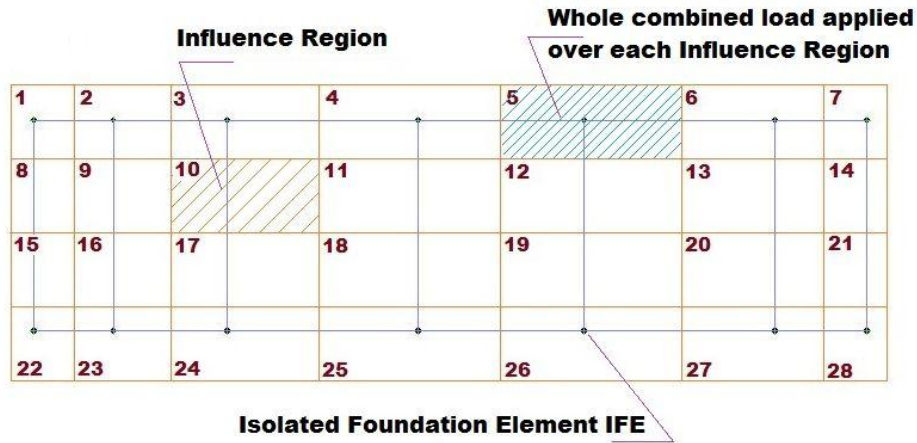 Whole combined load applied
over each Influence Region
Influence Region
1 2 3 4 5 6 7
8 9 10 11 12 13 14
15 16 17 18 19 20 21
22 23 24 25 26 27 28
Isolated Foundation Element IFE